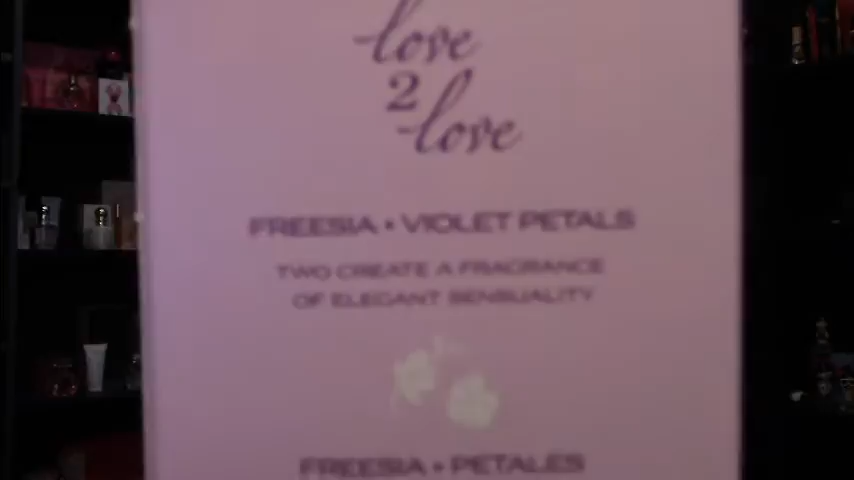 love
2
love
FREESIA • VIOLET PETALS
TWO CREATE A FRAGRANCE
OF ELEGANT SENSUALITY
FREESIA • PETALES